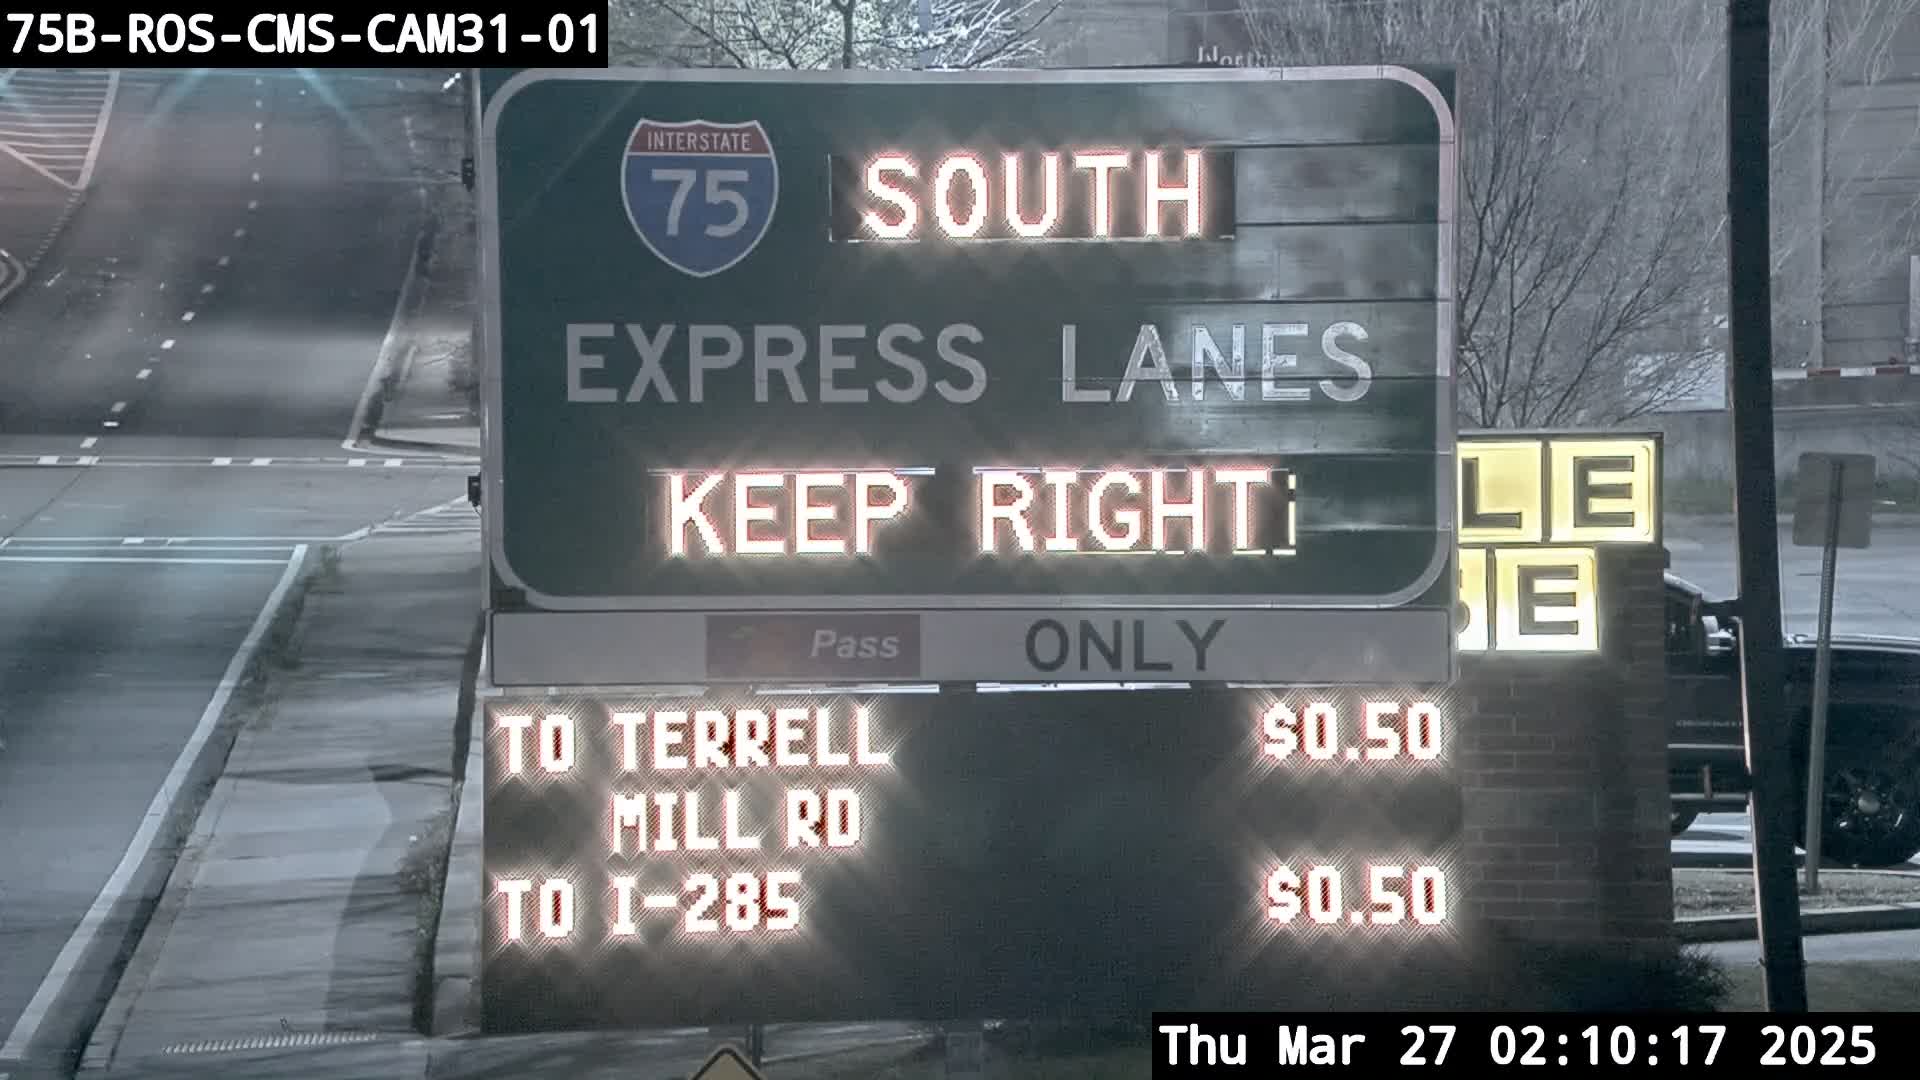 75B-ROS-CMS-CAM31-01
INTERSTATE
75
SOUTH
EXPRESS LANES
KEEP RIGHT
Pass ONLY
TO TERRELL $0.50
MILL RD
TO I-285 $0.50
LE
E
Thu Mar 27 02:10:17 2025